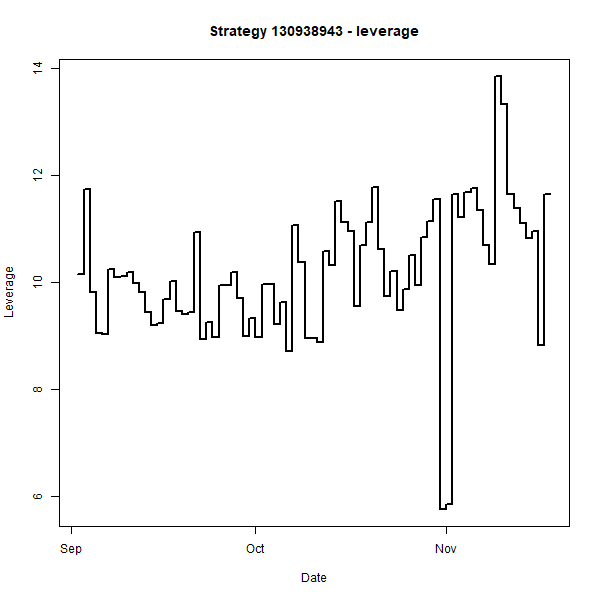 Strategy 130938943 - leverage
14
12
10
8
6
Leverage
Sep
Oct
Nov
Date